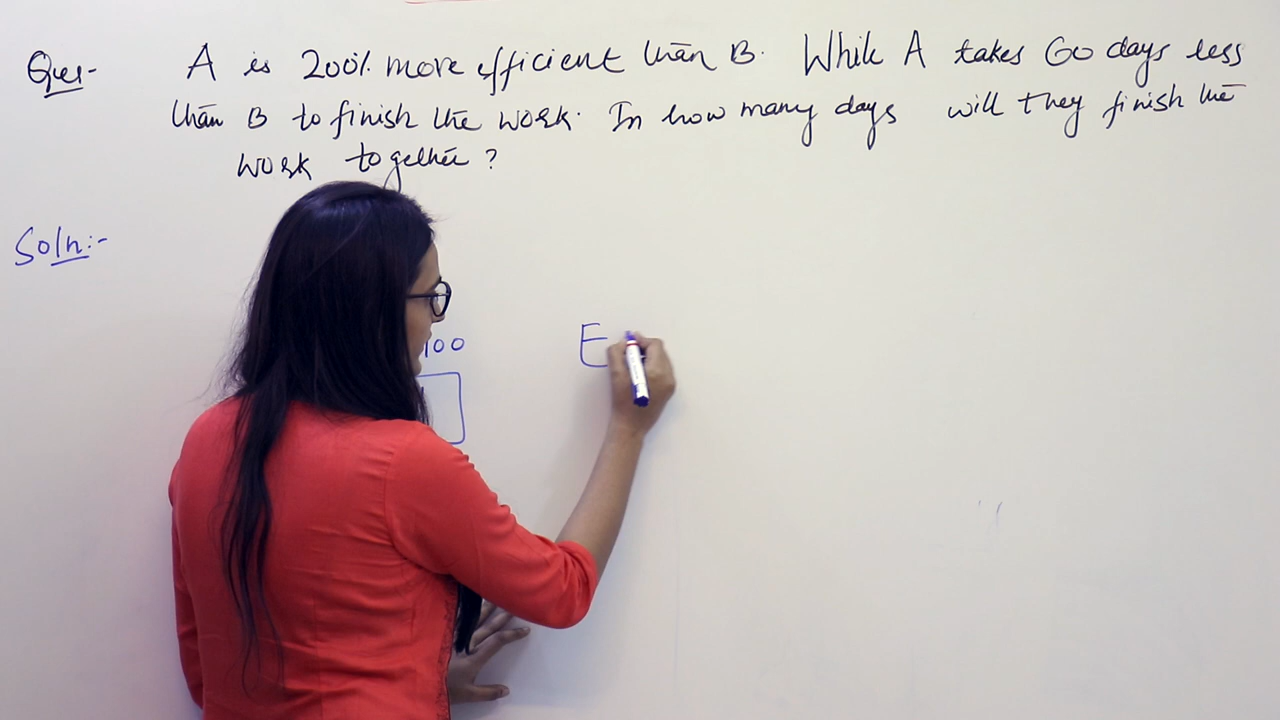 Ques- A is 200% more efficient than B. While A takes 60 days less
than B to finish the work. In how many days will they finish the
work together?
Soln:-
100 E